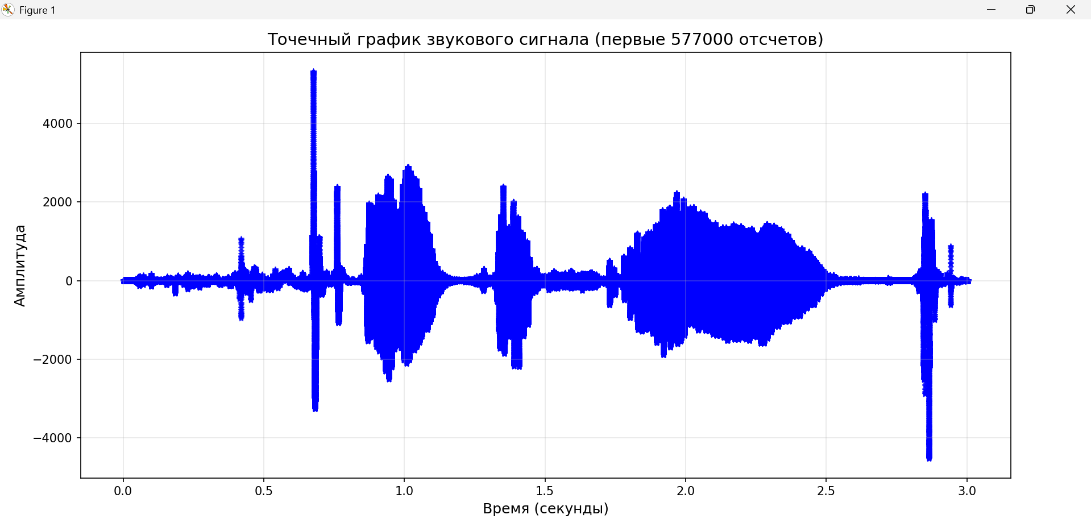 Figure 1
Точечный график звукового сигнала (первые 577000 отсчетов)
4000
2000
0
−2000
−4000
Амплитуда
0.0 0.5 1.0 1.5 2.0 2.5 3.0
Время (секунды)